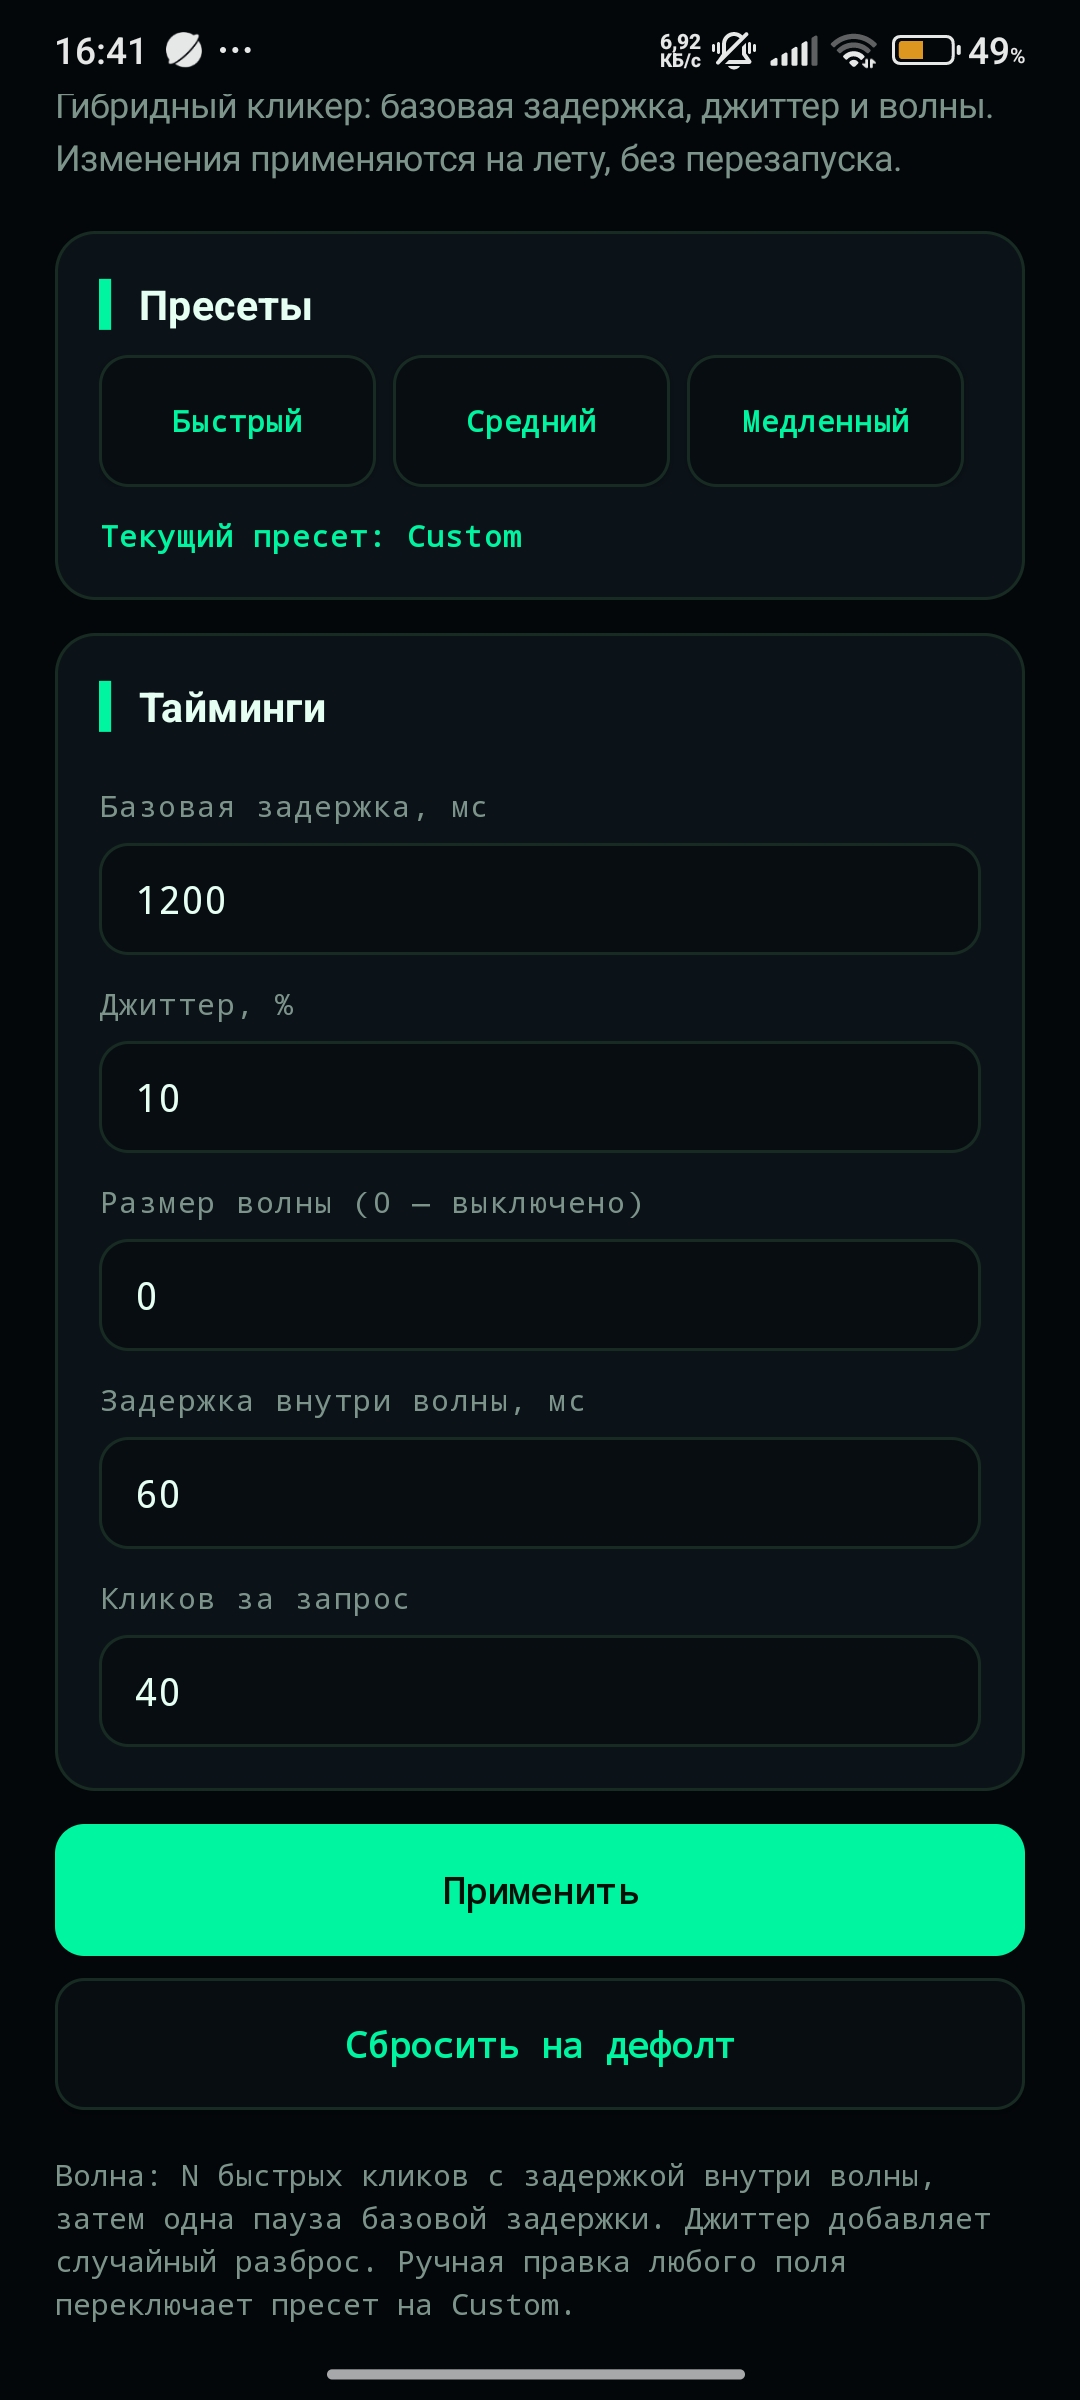 16:41
6,92
КБ/с
49%
Гибридный кликер: базовая задержка, джиттер и волны.
Изменения применяются на лету, без перезапуска.
Пресеты
Быстрый
Средний
Медленный
Текущий пресет: Custom
Тайминги
Базовая задержка, мс
1200
Джиттер, %
10
Размер волны (0 — выключено)
0
Задержка внутри волны, мс
60
Кликов за запрос
40
Применить
Сбросить на дефолт
Волна: N быстрых кликов с задержкой внутри волны,
затем одна пауза базовой задержки. Джиттер добавляет
случайный разброс. Ручная правка любого поля
переключает пресет на Custom.